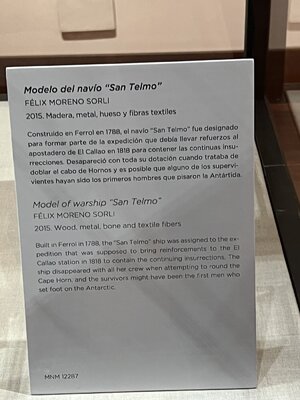 Modelo del navío “San Telmo”
FÉLIX MORENO SORLI
2015. Madera, metal, hueso y fibras textiles
Construido en Ferrol en 1788, el navío “San Telmo” fue designado
para formar parte de la expedición que debía llevar refuerzos al
apostadero de El Callao en 1818 para contener las continuas insu-
rrecciones. Desapareció con toda su dotación cuando trataba de
doblar el cabo de Hornos y es posible que alguno de los supervi-
vientes hayan sido los primeros hombres que pisaron la Antártida.
Model of warship “San Telmo”
FÉLIX MORENO SORLI
2015. Wood, metal, bone and textile fibers
Built in Ferrol in 1788, the “San Telmo” ship was assigned to the ex-
pedition that was supposed to bring reinforcements to the El
Callao station in 1818 to contain the continuing insurrections. The
ship disappeared with all her crew when attempting to round the
Cape Horn, and the survivors might have been the first men who
set foot on the Antarctic.
MNM 12287